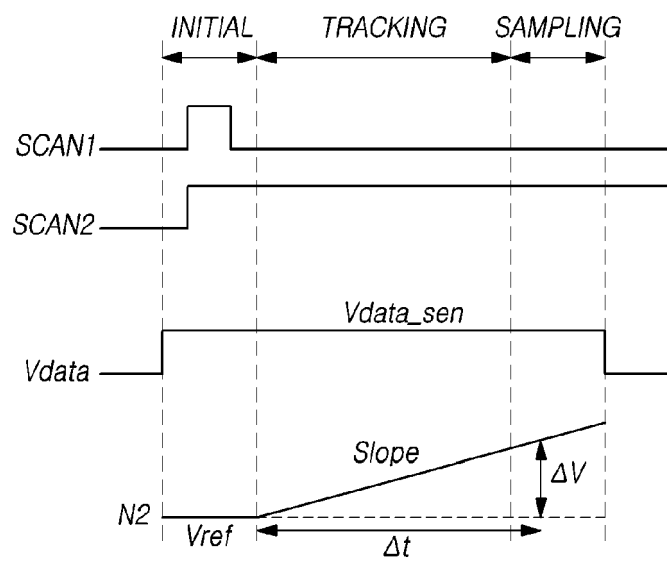 INITIAL TRACKING SAMPLING
SCAN1
SCAN2
Vdata_sen
Vdata
Slope
ΔV
N2
Vref
Δt